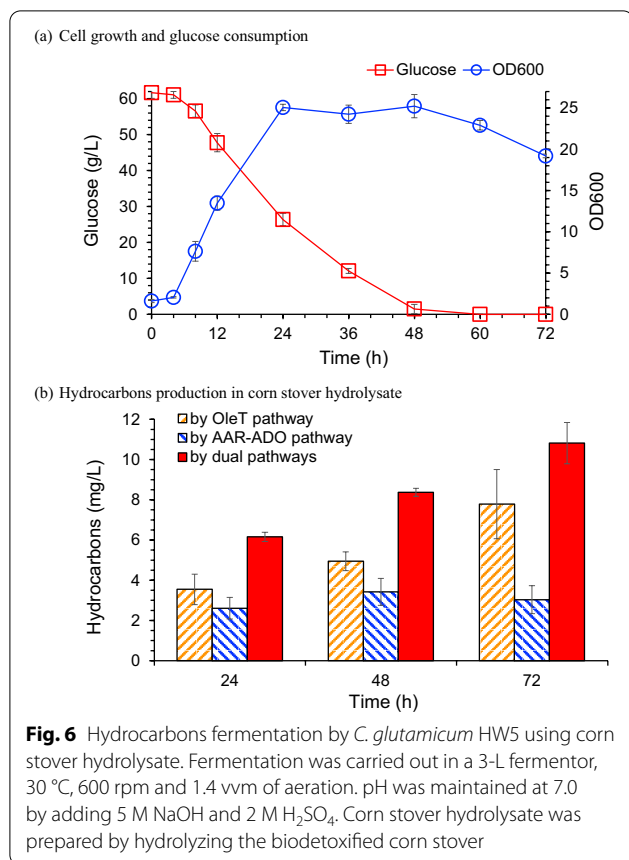 (a) Cell growth and glucose consumption
Glucose OD600
60
50
40
30
20
10
0
Glucose (g/L)
25
20
15
10
5
0
OD600
0 12 24 36 48 60 72
Time (h)
(b) Hydrocarbons production in corn stover hydrolysate
12
10
8
6
4
2
0
Hydrocarbons (mg/L)
by OleT pathway
by AAR-ADO pathway
by dual pathways
24 48 72
Time (h)
Fig. 6 Hydrocarbons fermentation by C. glutamicum HW5 using corn
stover hydrolysate. Fermentation was carried out in a 3-L fermentor,
30 °C, 600 rpm and 1.4 vvm of aeration. pH was maintained at 7.0
by adding 5 M NaOH and 2 M H₂SO₄. Corn stover hydrolysate was
prepared by hydrolyzing the biodetoxified corn stover